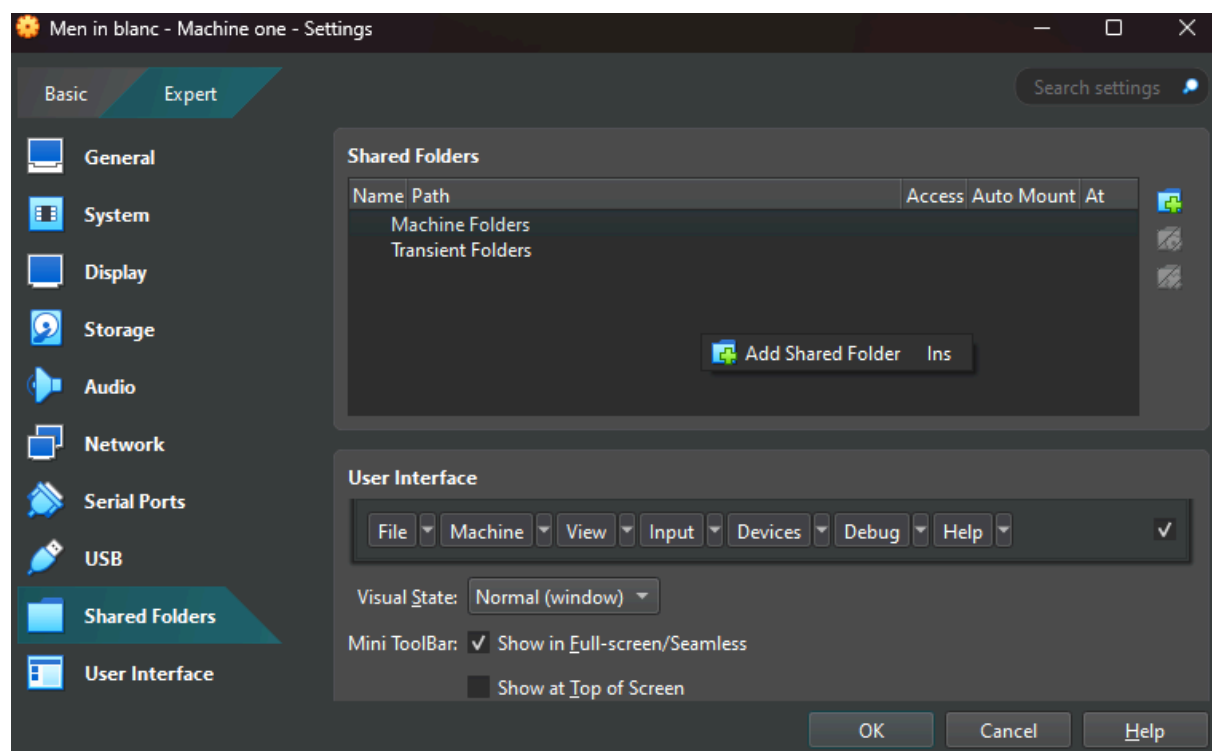 Men in blanc - Machine one - Settings
Basic Expert
Search settings
General
System
Display
Storage
Audio
Network
Serial Ports
USB
Shared Folders
User Interface
Shared Folders
Name Path Access Auto Mount At
Machine Folders
Transient Folders
Add Shared Folder Ins
User Interface
File Machine View Input Devices Debug Help
Visual State: Normal (window)
Mini ToolBar: Show in Full-screen/Seamless
Show at Top of Screen
OK Cancel Help